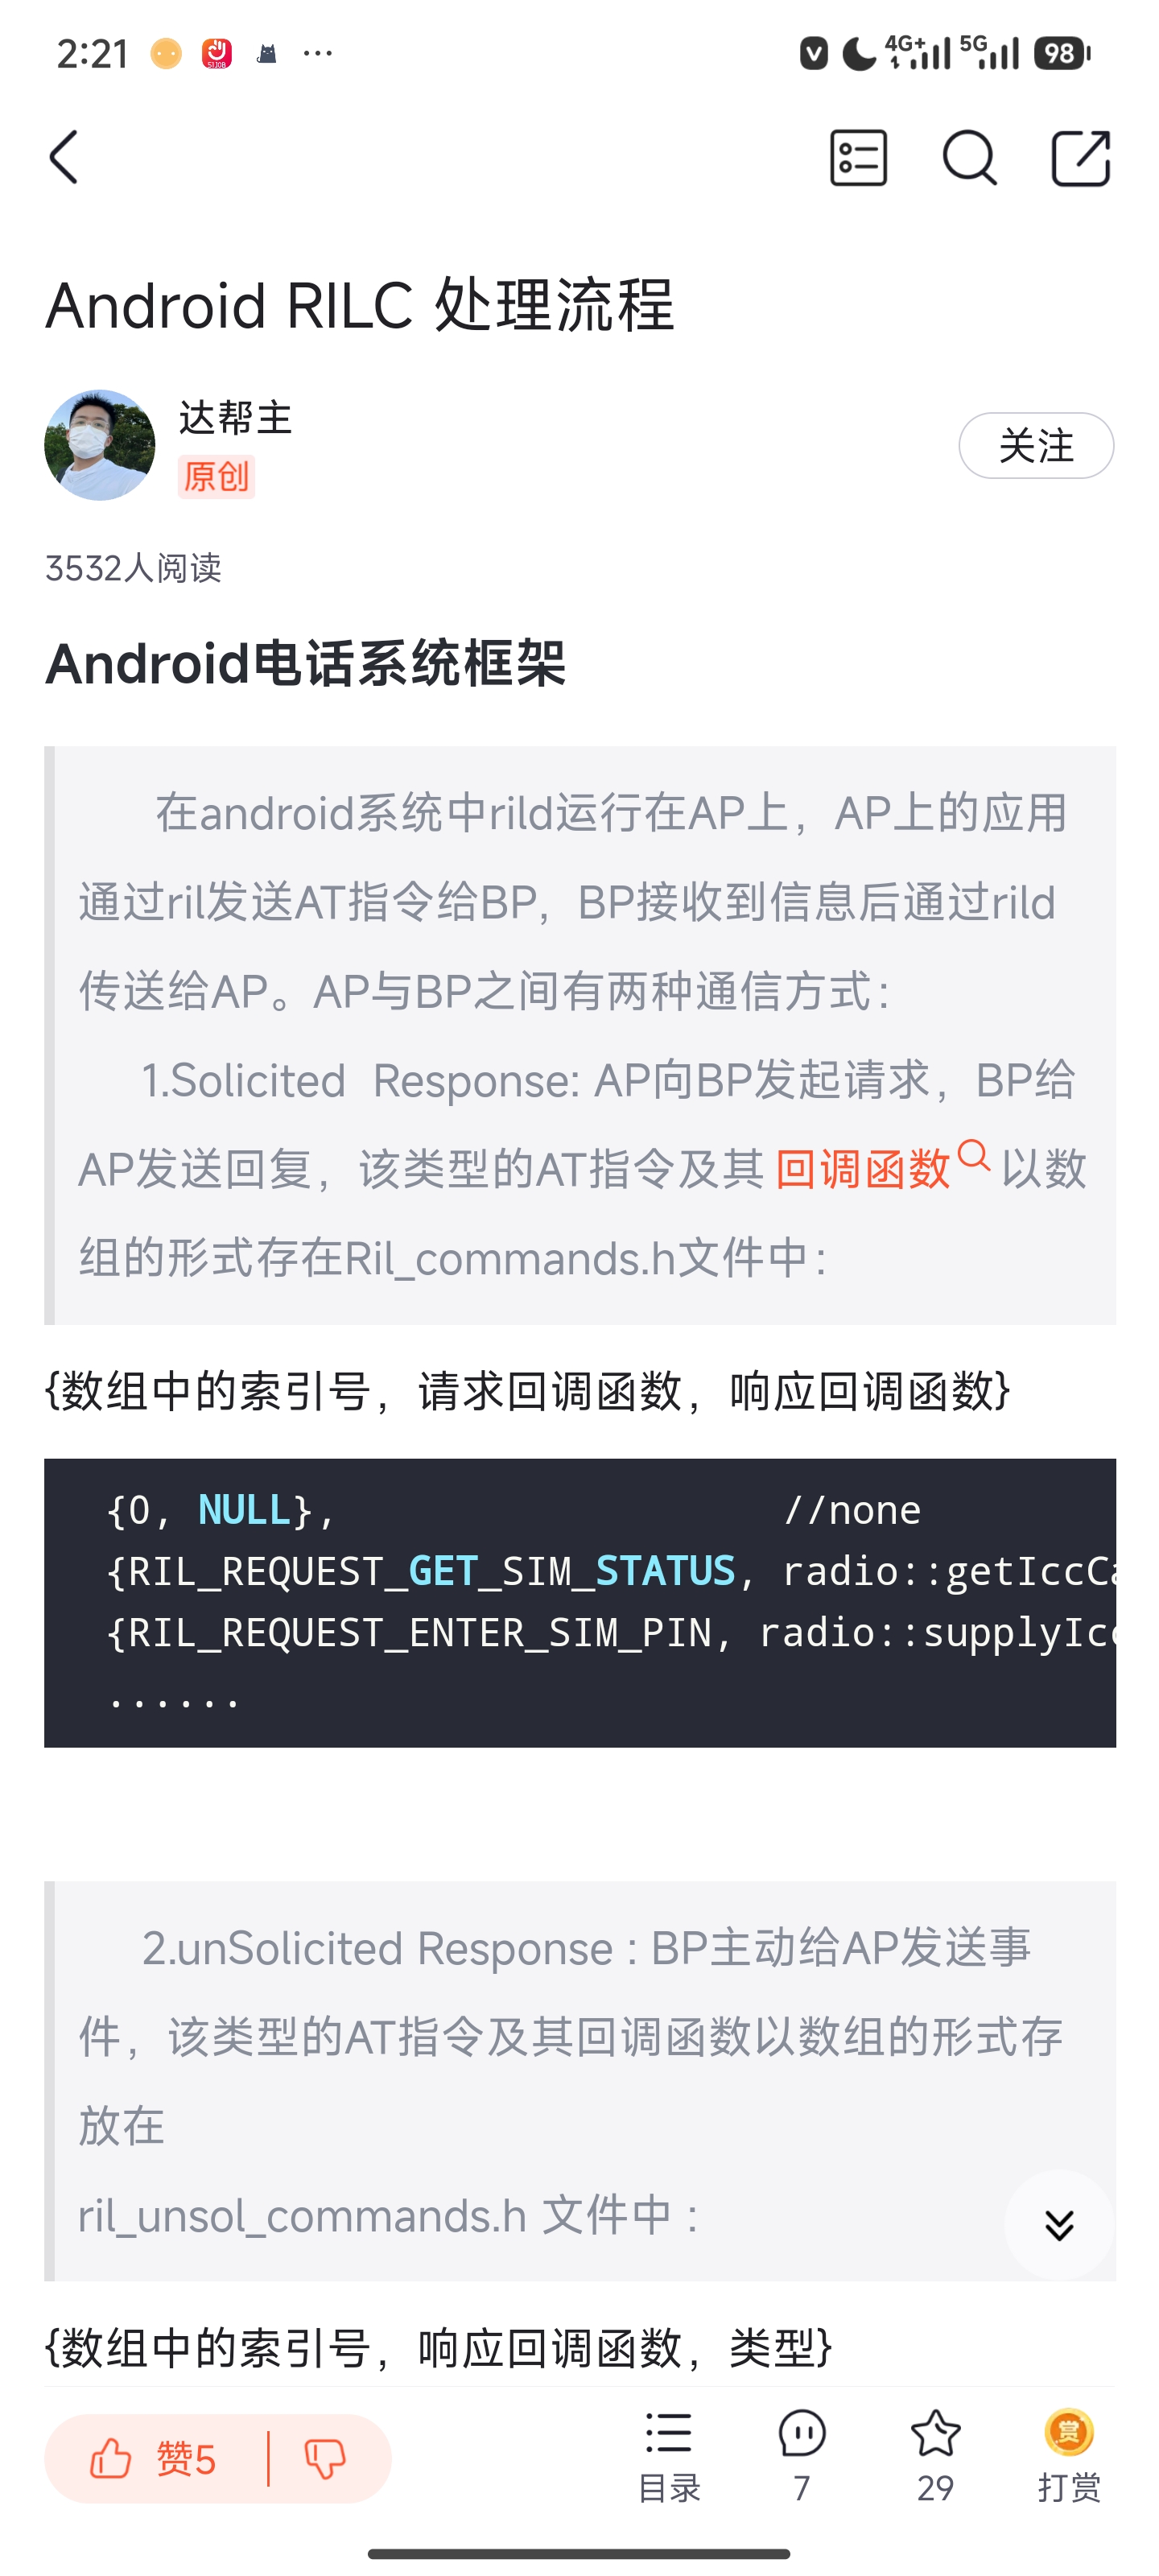 2:21
51JOB
4G+
5G
98
Android RILC 处理流程
达帮主
原创
关注
3532人阅读
Android电话系统框架
在android系统中rild运行在AP上，AP上的应用
通过ril发送AT指令给BP，BP接收到信息后通过rild
传送给AP。AP与BP之间有两种通信方式：
1.Solicited  Response: AP向BP发起请求，BP给
AP发送回复，该类型的AT指令及其 回调函数 以数
组的形式存在Ril_commands.h文件中：
{数组中的索引号，请求回调函数，响应回调函数}
{0, NULL},                   //none
{RIL_REQUEST_GET_SIM_STATUS, radio::getIccCa
{RIL_REQUEST_ENTER_SIM_PIN, radio::supplyIcc
......
2.unSolicited Response : BP主动给AP发送事
件，该类型的AT指令及其回调函数以数组的形式存
放在
ril_unsol_commands.h 文件中 ：
{数组中的索引号，响应回调函数，类型}
赞5
目录
7
29
赏
打赏